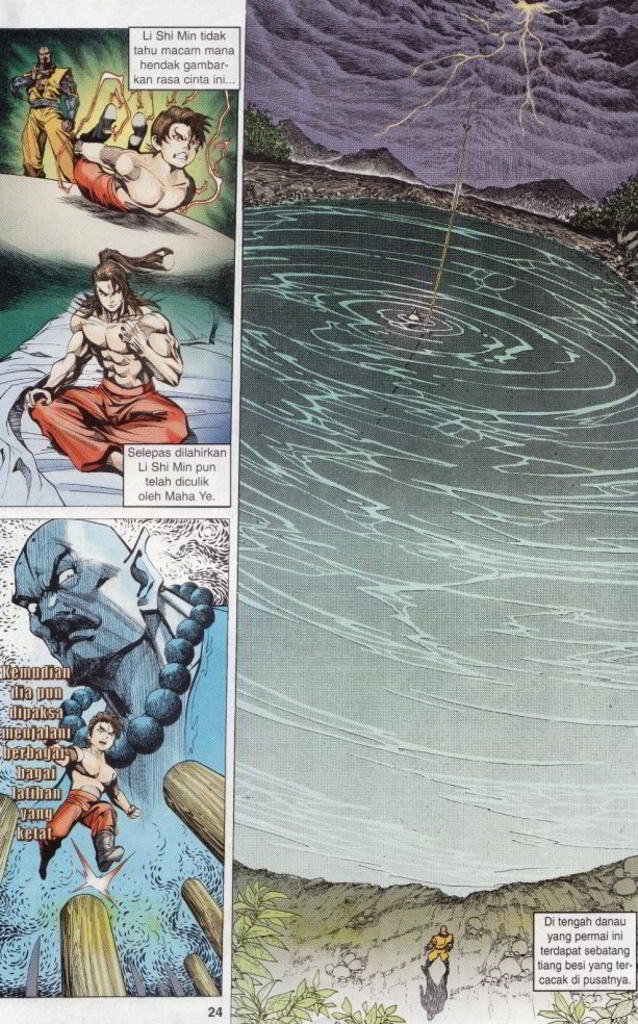 Li Shi Min tidak
tahu macam mana
hendak gambar-
kan rasa cinta ini...
Selepas dilahirkan
Li Shi Min pun
telah diculik
oleh Maha Ye.
Kemudian
dia pun
dipaksa
menjalani
berbagai-
bagai
latihan
yang
ketat.
Di tengah danau
yang permai ini
terdapat sebatang
tiang besi yang ter-
cacak di pusatnya.
24